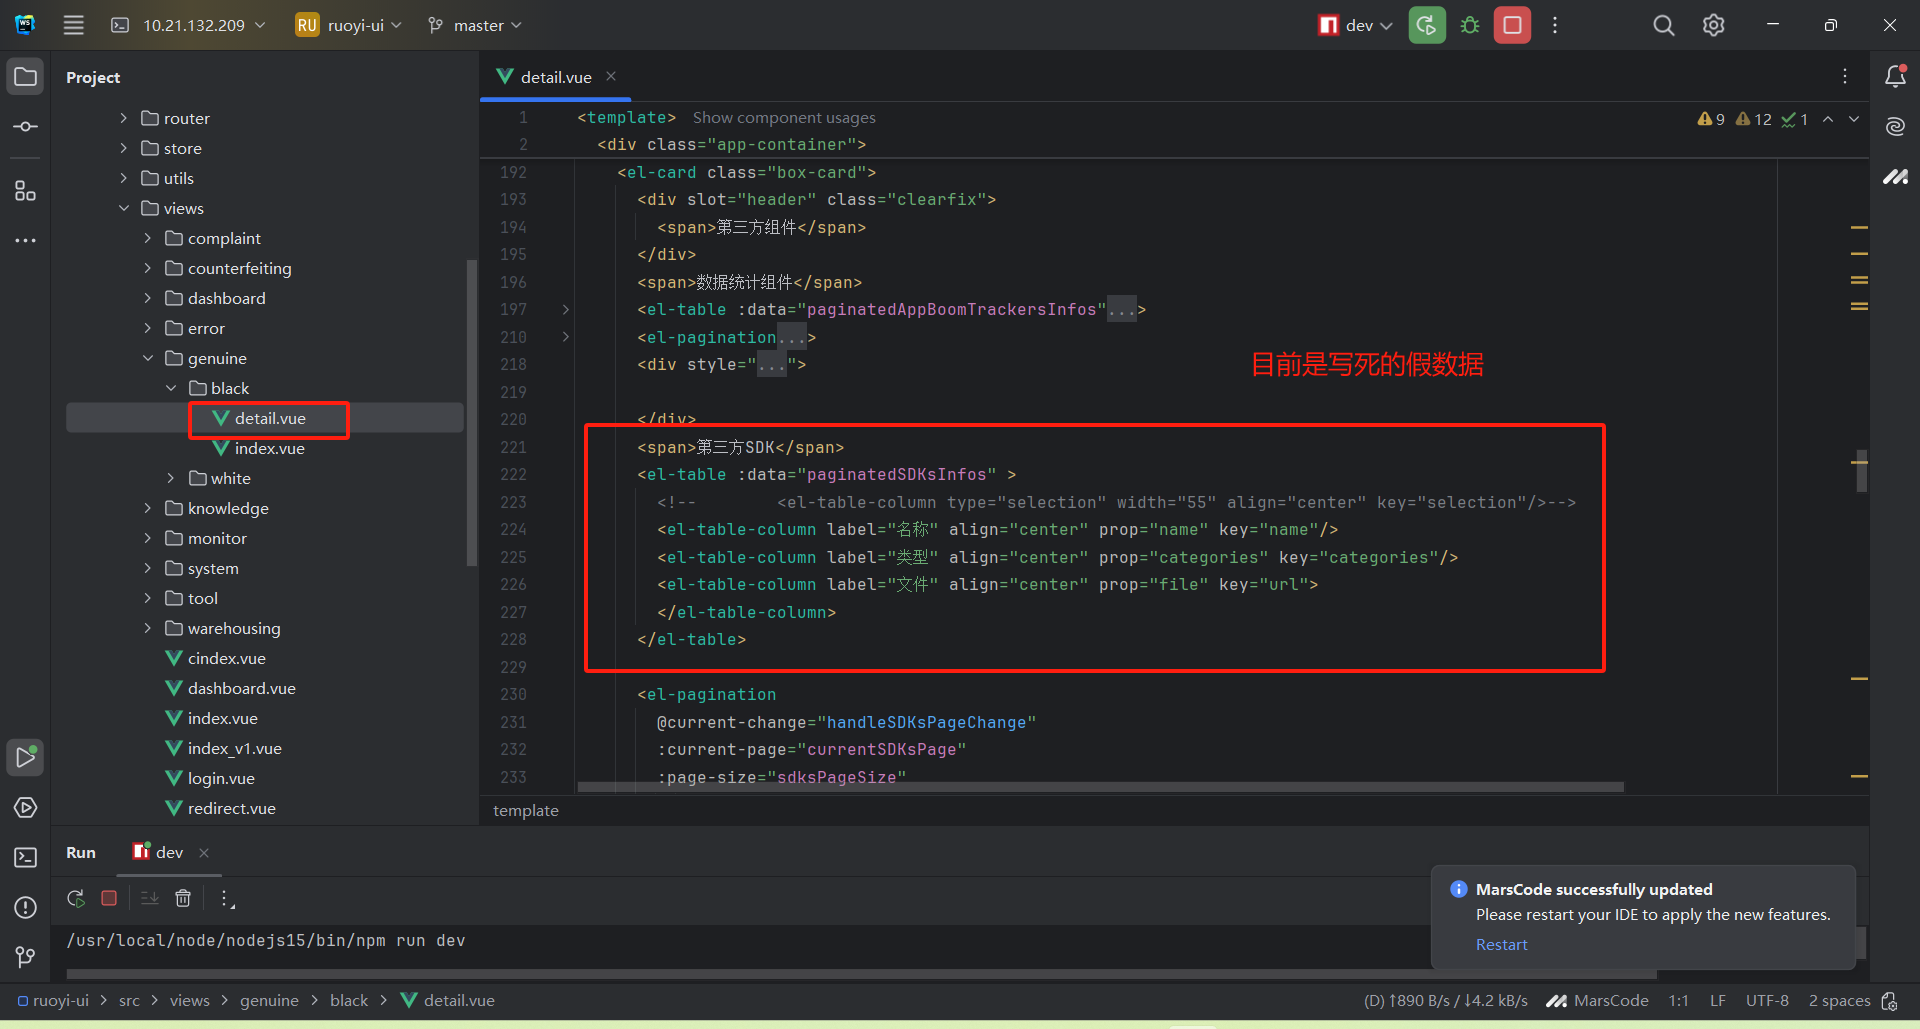 10.21.132.209
RU ruoyi-ui
master
dev
Project
router
store
utils
views
complaint
counterfeiting
dashboard
error
genuine
black
detail.vue
index.vue
white
knowledge
monitor
system
tool
warehousing
cindex.vue
dashboard.vue
index.vue
index_v1.vue
login.vue
redirect.vue
detail.vue
9 12 1
1 <template> Show component usages
2 <div class="app-container">
192 <el-card class="box-card">
193 <div slot="header" class="clearfix">
194 <span>第三方组件</span>
195 </div>
196 <span>数据统计组件</span>
197 <el-table :data="paginatedAppBoomTrackersInfos"...>
210 <el-pagination...>
218 <div style="...">
目前是写死的假数据
219
220 </div>
221 <span>第三方SDK</span>
222 <el-table :data="paginatedSDKsInfos" >
223 <!-- <el-table-column type="selection" width="55" align="center" key="selection"/>-->
224 <el-table-column label="名称" align="center" prop="name" key="name"/>
225 <el-table-column label="类型" align="center" prop="categories" key="categories"/>
226 <el-table-column label="文件" align="center" prop="file" key="url">
227 </el-table-column>
228 </el-table>
229
230 <el-pagination
231 @current-change="handleSDKsPageChange"
232 :current-page="currentSDKsPage"
233 :page-size="sdksPageSize"
template
Run dev
/usr/local/node/nodejs15/bin/npm run dev
MarsCode successfully updated
Please restart your IDE to apply the new features.
Restart
ruoyi-ui > src > views > genuine > black > detail.vue
(D) ↑890 B/s / ↓4.2 kB/s MarsCode 1:1 LF UTF-8 2 spaces